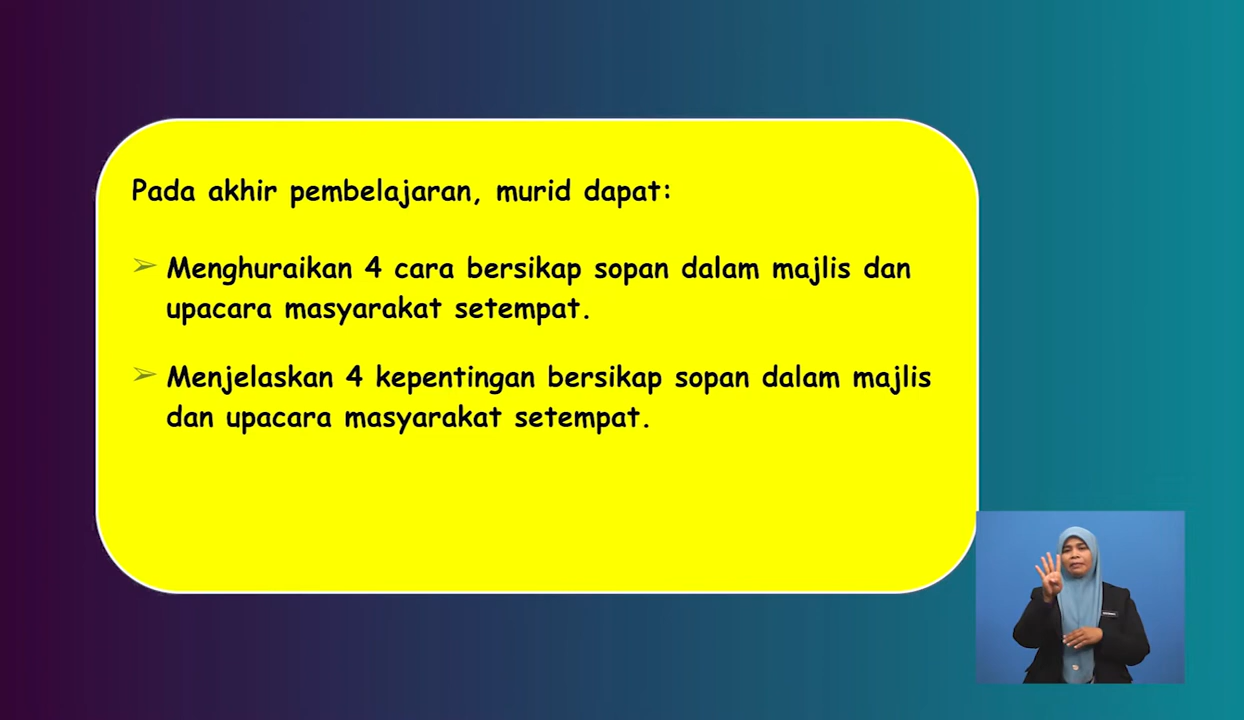 Pada akhir pembelajaran, murid dapat:
➢ Menghuraikan 4 cara bersikap sopan dalam majlis dan
upacara masyarakat setempat.
➢ Menjelaskan 4 kepentingan bersikap sopan dalam majlis
dan upacara masyarakat setempat.